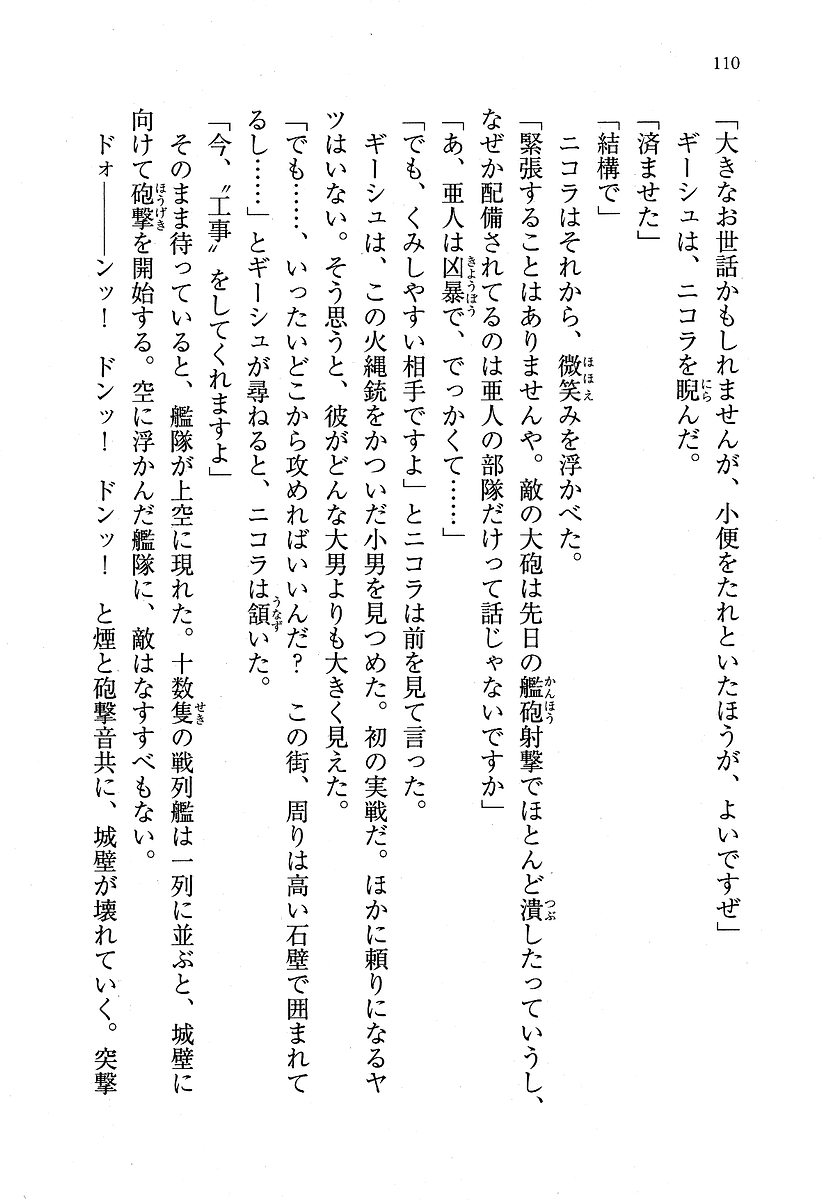 110
「大きなお世話かもしれませんが、小便をたれといたほうが、よいですぜ」
ギーシュは、ニコラを睨んだ。
「済ませた」
「結構で」
ニコラはそれから、微笑みを浮かべた。
「緊張することはありませんや。敵の大砲は先日の艦砲射撃でほとんど潰したっていうし、
なぜか配備されてるのは亜人の部隊だけって話じゃないですか」
「あ、亜人は凶暴で、でっかくて……」
「でも、くみしやすい相手ですよ」とニコラは前を見て言った。
ギーシュは、この火縄銃をかついだ小男を見つめた。初の実戦だ。ほかに頼りになるヤ
ツはいない。そう思うと、彼がどんな大男よりも大きく見えた。
「でも……、いったいどこから攻めればいいんだ？　この街、周りは高い石壁で囲まれて
るし……」とギーシュが尋ねると、ニコラは頷いた。
「今、〝工事〟をしてくれますよ」
そのまま待っていると、艦隊が上空に現れた。十数隻の戦列艦は一列に並ぶと、城壁に
向けて砲撃を開始する。空に浮かんだ艦隊に、敵はなすすべもない。
ドォ―――ンッ！　ドンッ！　ドンッ！　と煙と砲撃音共に、城壁が壊れていく。突撃